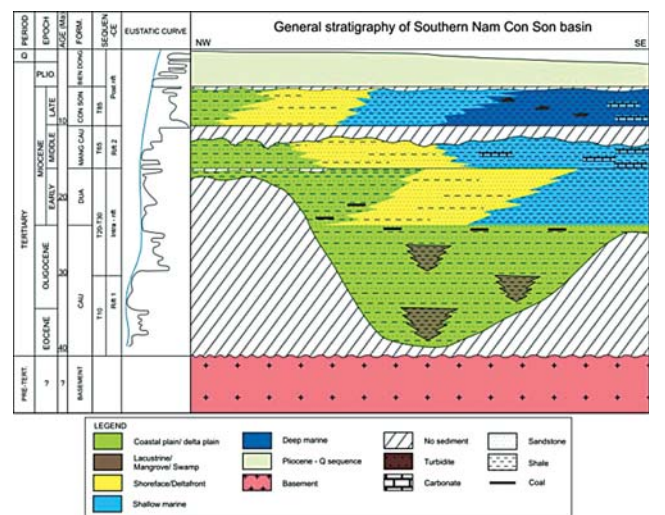 General stratigraphy of Southern Nam Con Son basin
NW
SE
PERIOD
EPOCH
AGE (Ma)
FORM.
SEQUEN
-CE
EUSTATIC CURVE
Q
TERTIARY
PRE-TERT.
PLIO.
MIOCENE
LATE
MIDDLE
EARLY
OLIGOCENE
EOCENE
?
10
20
30
40
?
BIEN DONG
CON SON
MANG CAU
DUA
CAU
BASEMENT
T85
T65
T20-T30
T10
Post rift
Rift 2
Intra - rift
Rift 1
LEGEND
Coastal plain/ delta plain
Lacustrine/
Mangrove/ Swamp
Shoreface/Deltafront
Shallow marine
Deep marine
Pliocene - Q sequence
Basement
No sediment
Turbidite
Carbonate
Sandstone
Shale
Coal